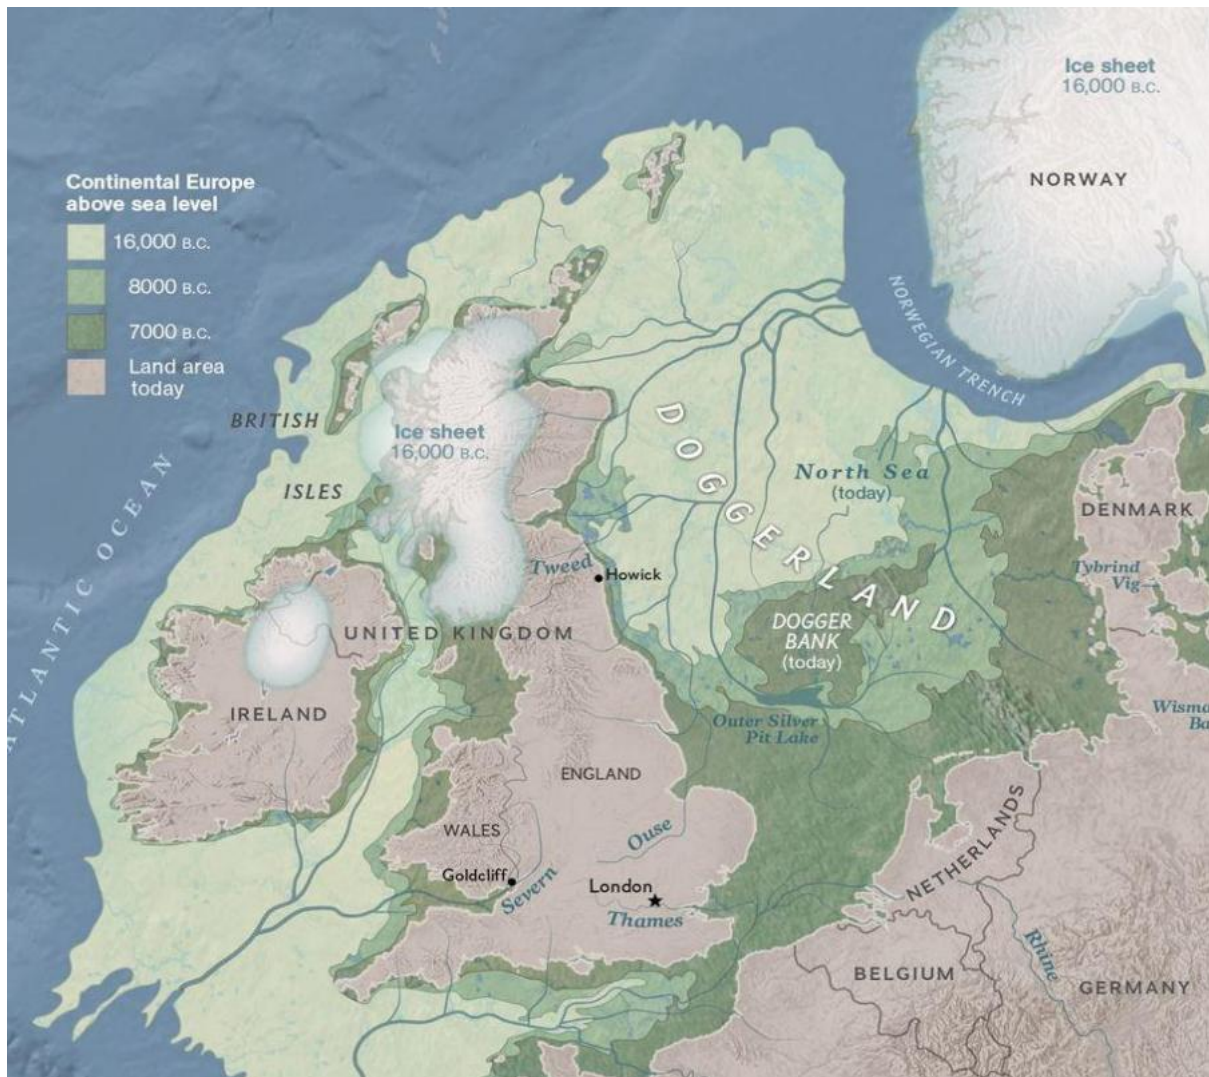 Ice sheet
16,000 B.C.
NORWAY
Continental Europe
above sea level
16,000 B.C.
8000 B.C.
7000 B.C.
Land area
today
NORWEGIAN TRENCH
BRITISH
ISLES
Ice sheet
16,000 B.C.
DOGGERLAND
North Sea
(today)
ATLANTIC OCEAN
DENMARK
Tybrind
Vig
Tweed
Howick
DOGGER
BANK
(today)
UNITED KINGDOM
IRELAND
Outer Silver
Pit Lake
Wisma
Ba
ENGLAND
NETHERLANDS
WALES
Ouse
Goldcliff
Severn
London
Thames
Rhine
BELGIUM
GERMANY